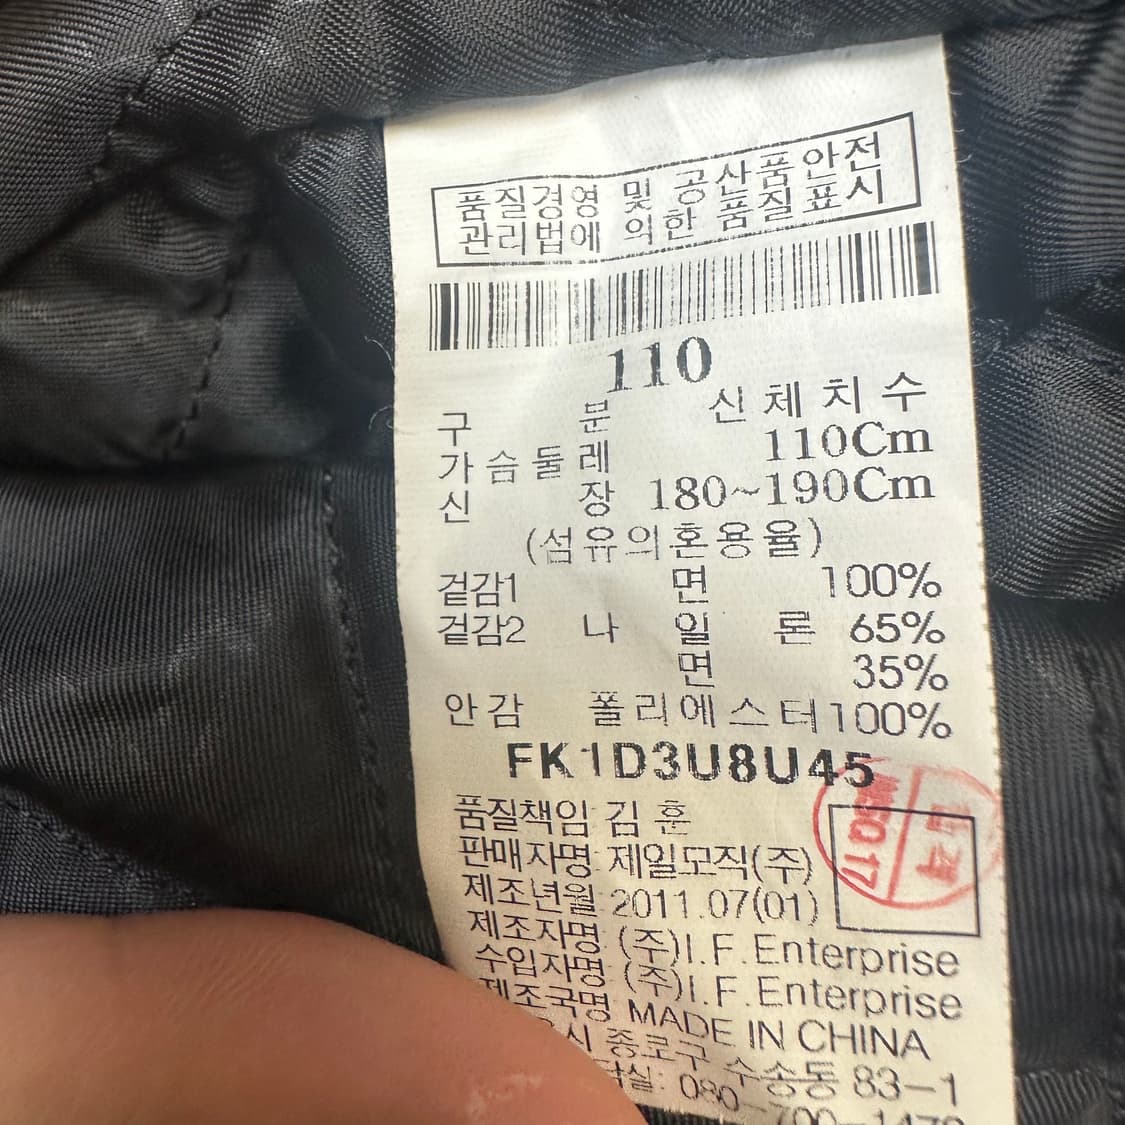 품질경영 및 공산품안전
관리법에 의한 품질표시
110
구 분 신체치수
가슴둘레 110Cm
신 장 180~190Cm
(섬유의혼용율)
겉감1 면 100%
겉감2 나 일 론 65%
면 35%
안감 폴리에스터100%
FK1D3U8U45
품질책임 김 훈
판매자명 제일모직(주)
제조년월 2011.07(01)
제조자명 (주)I.F.Enterprise
수입자명 (주)I.F.Enterprise
제조국명 MADE IN CHINA
종로구 수송동 83-1
080-700-1472